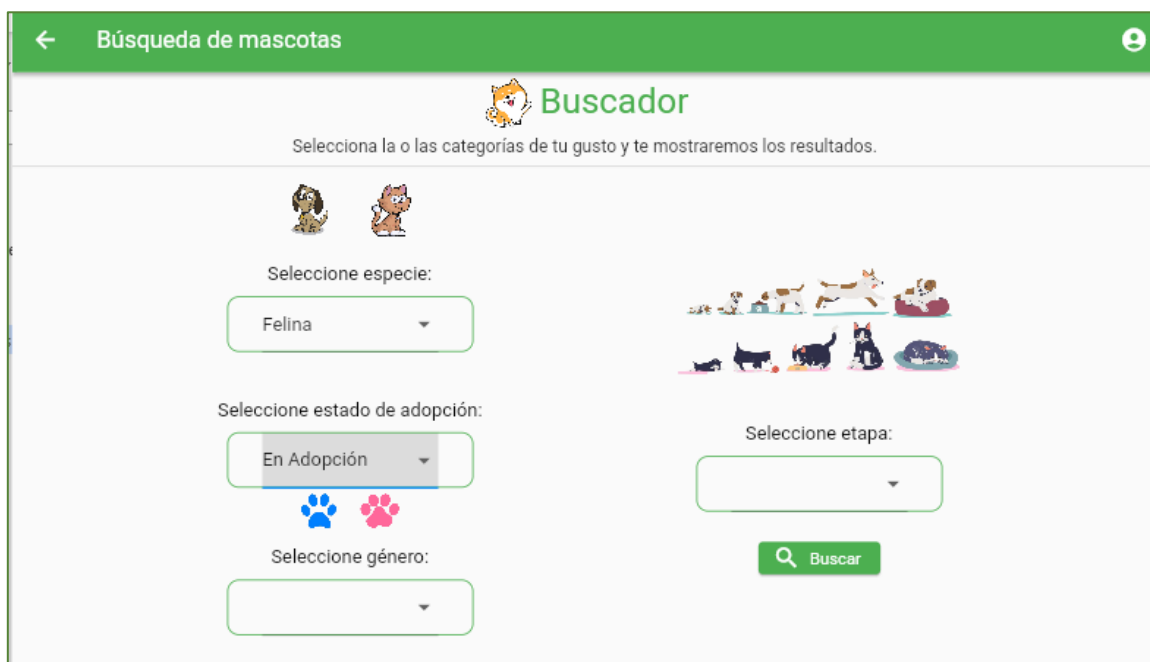 Búsqueda de mascotas
Buscador
Selecciona la o las categorías de tu gusto y te mostraremos los resultados.
Seleccione especie:
Felina
Seleccione estado de adopción:
En Adopción
Seleccione género:
Seleccione etapa:
Buscar